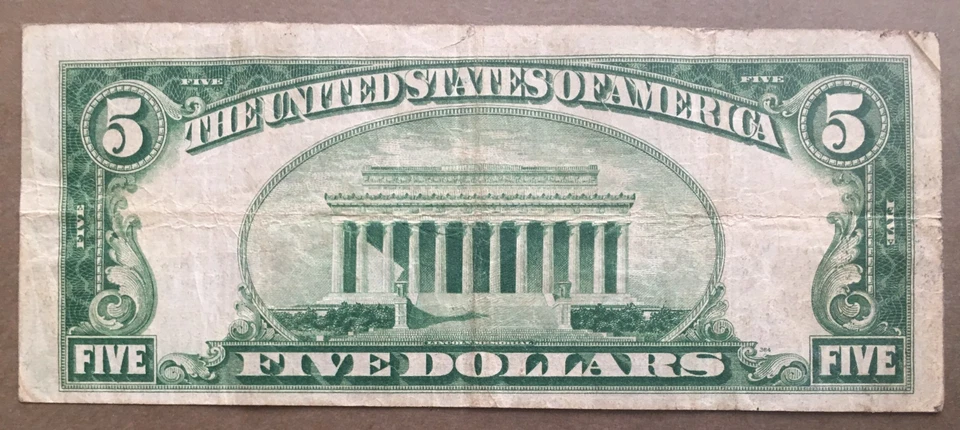 FIVE FIVE
5 THE UNITED STATES OF AMERICA 5
FIVE FIVE
LINCOLN MEMORIAL
FIVE FIVE DOLLARS FIVE